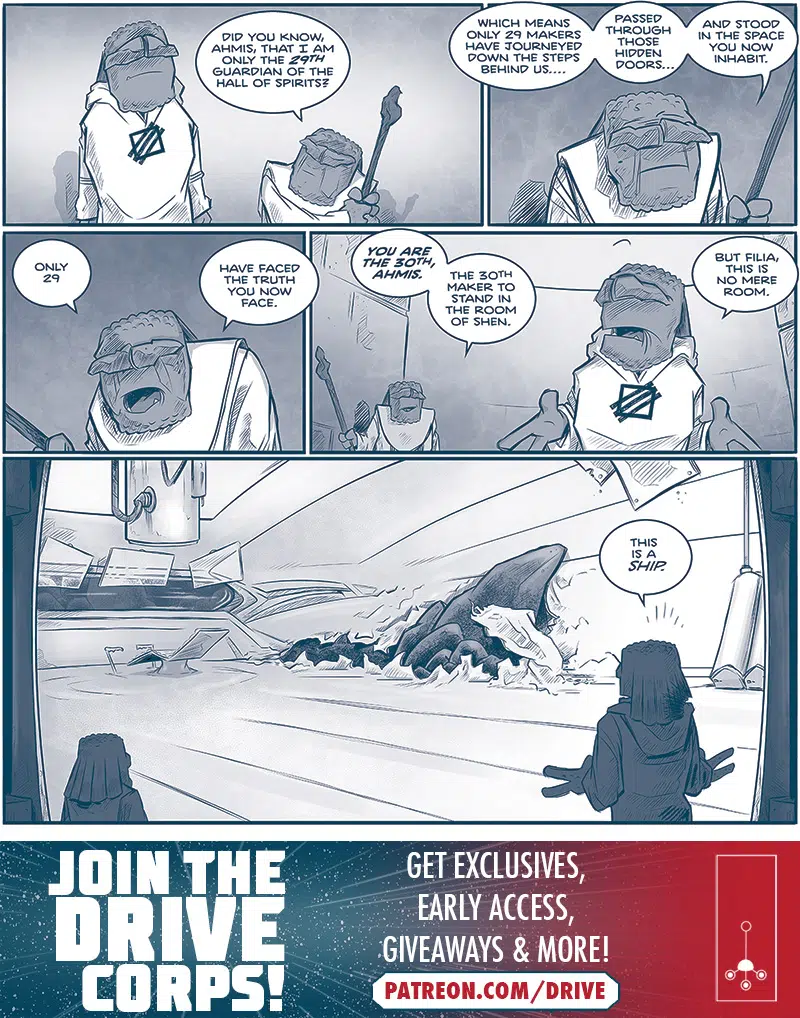 DID YOU KNOW,
AHMIS, THAT I AM
ONLY THE 29TH
GUARDIAN OF THE
HALL OF SPIRITS?
WHICH MEANS
ONLY 29 MAKERS
HAVE JOURNEYED
DOWN THE STEPS
BEHIND US....
PASSED
THROUGH
THOSE
HIDDEN
DOORS...
AND STOOD
IN THE SPACE
YOU NOW
INHABIT.
ONLY
29
HAVE FACED
THE TRUTH
YOU NOW
FACE.
YOU ARE
THE 30TH,
AHMIS.
THE 30TH
MAKER TO
STAND IN
THE ROOM
OF SHEN.
BUT FILIA,
THIS IS
NO MERE
ROOM.
THIS
IS A
SHIP.
JOIN THE
DRIVE
CORPS!
GET EXCLUSIVES,
EARLY ACCESS,
GIVEAWAYS & MORE!
PATREON.COM/DRIVE